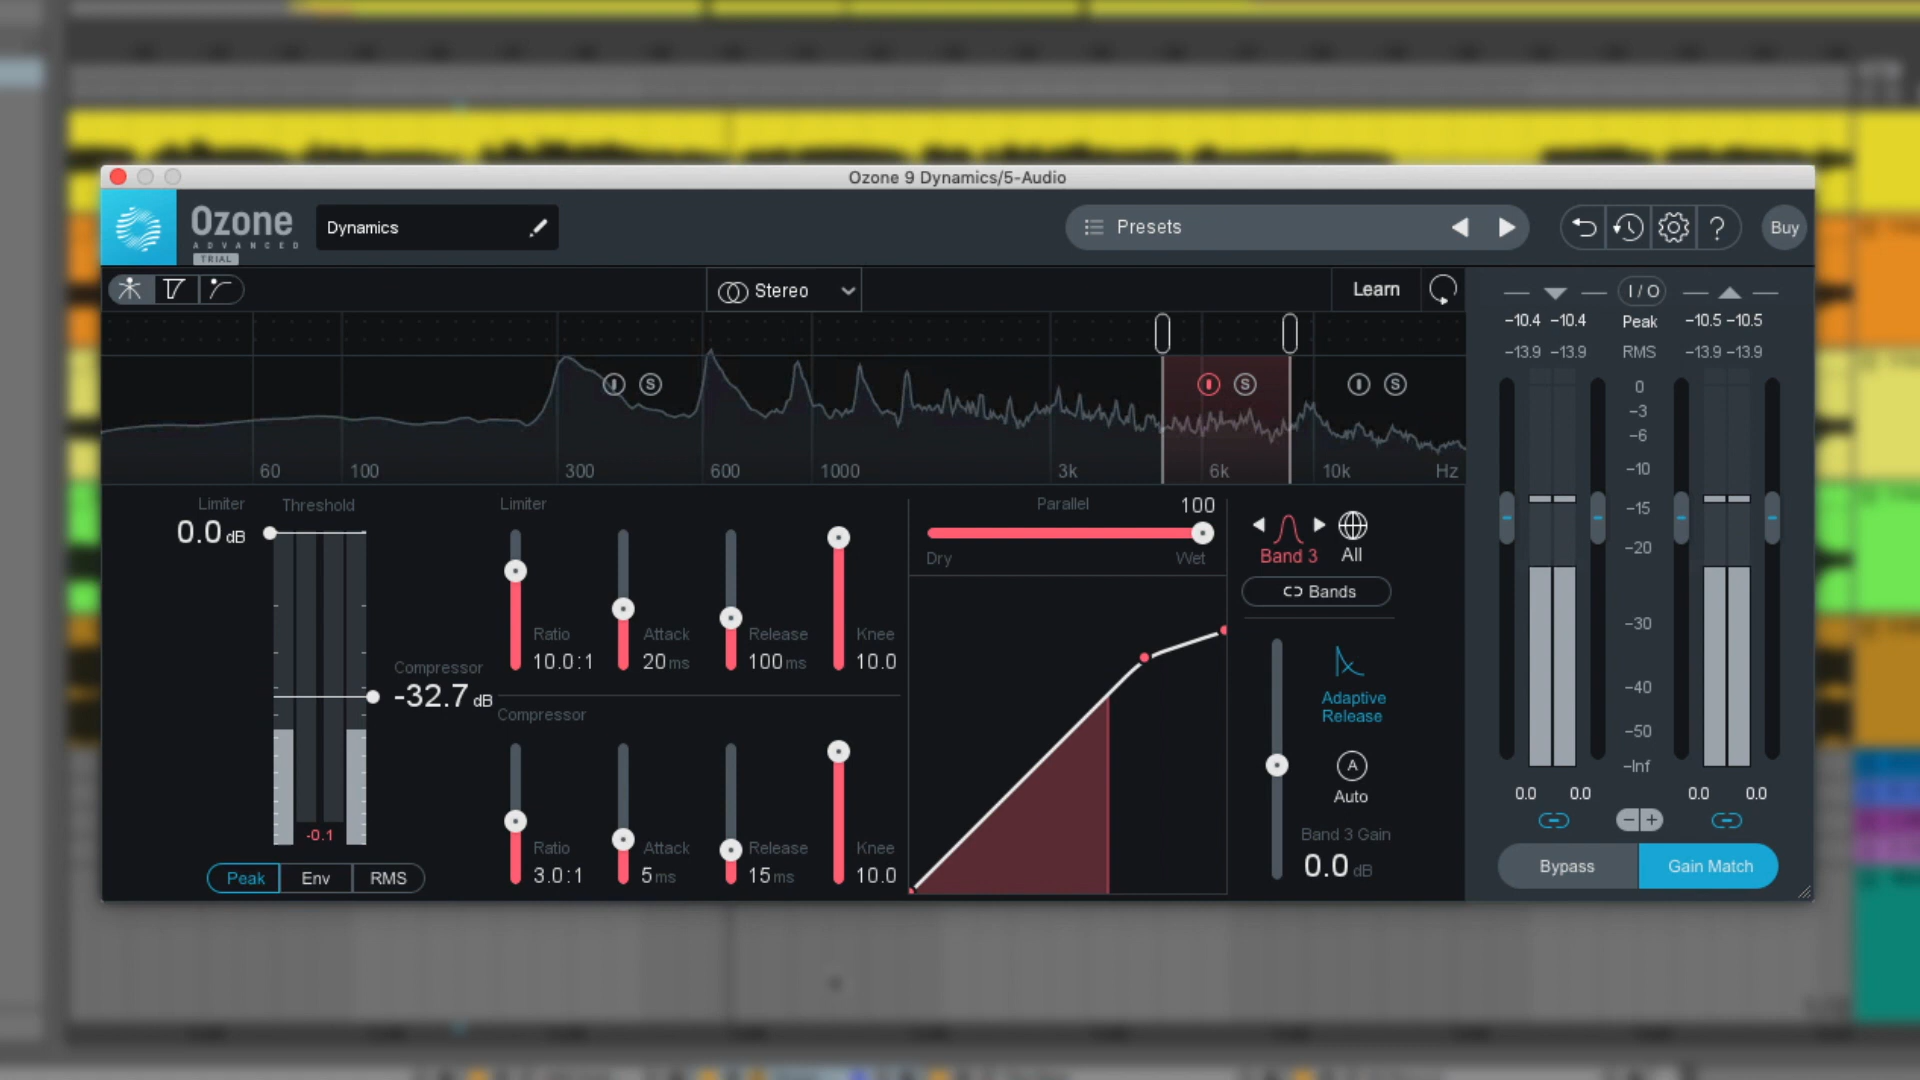 Ozone 9 Dynamics/5-Audio
Ozone
ADVANCED
TRIAL
Dynamics
Presets
?
Buy
Stereo
Learn
I / O
-10.4 -10.4 Peak -10.5 -10.5
-13.9 -13.9 RMS -13.9 -13.9
S
S
S
60 100 300 600 1000 3k 6k 10k Hz
0
-3
-6
-10
-15
-20
-30
-40
-50
-Inf
Limiter
0.0 dB
Threshold
Compressor
-32.7 dB
-0.1
Peak Env RMS
Limiter
Ratio Attack Release Knee
10.0:1 20 ms 100 ms 10.0
Compressor
Ratio Attack Release Knee
3.0:1 5 ms 15 ms 10.0
Parallel 100
Dry Wet
Band 3 All
Bands
Adaptive
Release
A
Auto
Band 3 Gain
0.0 dB
0.0 0.0 0.0 0.0
Bypass Gain Match